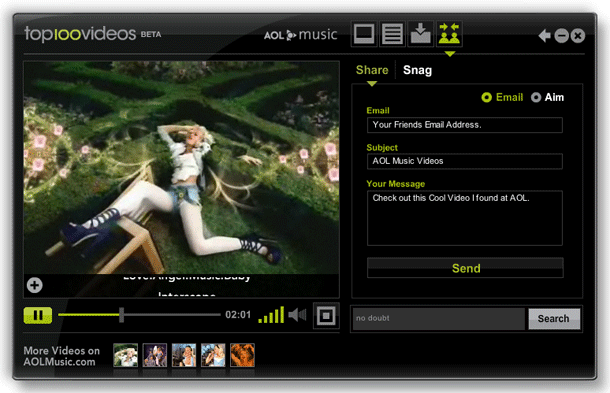 top100videos BETA
AOL music
Share Snag
Email Aim
Email
Your Friends Email Address.
Subject
AOL Music Videos
Your Message
Check out this Cool Video I found at AOL.
Send
Love.Angel.Music.Baby
Interscope
02:01
no doubt Search
More Videos on
AOLMusic.com